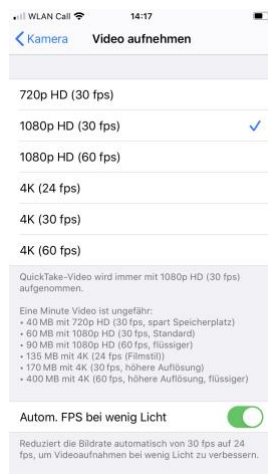 WLAN Call 14:17
Kamera Video aufnehmen
720p HD (30 fps)
1080p HD (30 fps)
1080p HD (60 fps)
4K (24 fps)
4K (30 fps)
4K (60 fps)
QuickTake-Video wird immer mit 1080p HD (30 fps)
aufgenommen.
Eine Minute Video ist ungefähr:
• 40 MB mit 720p HD (30 fps, spart Speicherplatz)
• 60 MB mit 1080p HD (30 fps, Standard)
• 90 MB mit 1080p HD (60 fps, flüssiger)
• 135 MB mit 4K (24 fps (Filmstil))
• 170 MB mit 4K (30 fps, höhere Auflösung)
• 400 MB mit 4K (60 fps, höhere Auflösung, flüssiger)
Autom. FPS bei wenig Licht
Reduziert die Bildrate automatisch von 30 fps auf 24
fps, um Videoaufnahmen bei wenig Licht zu verbessern.